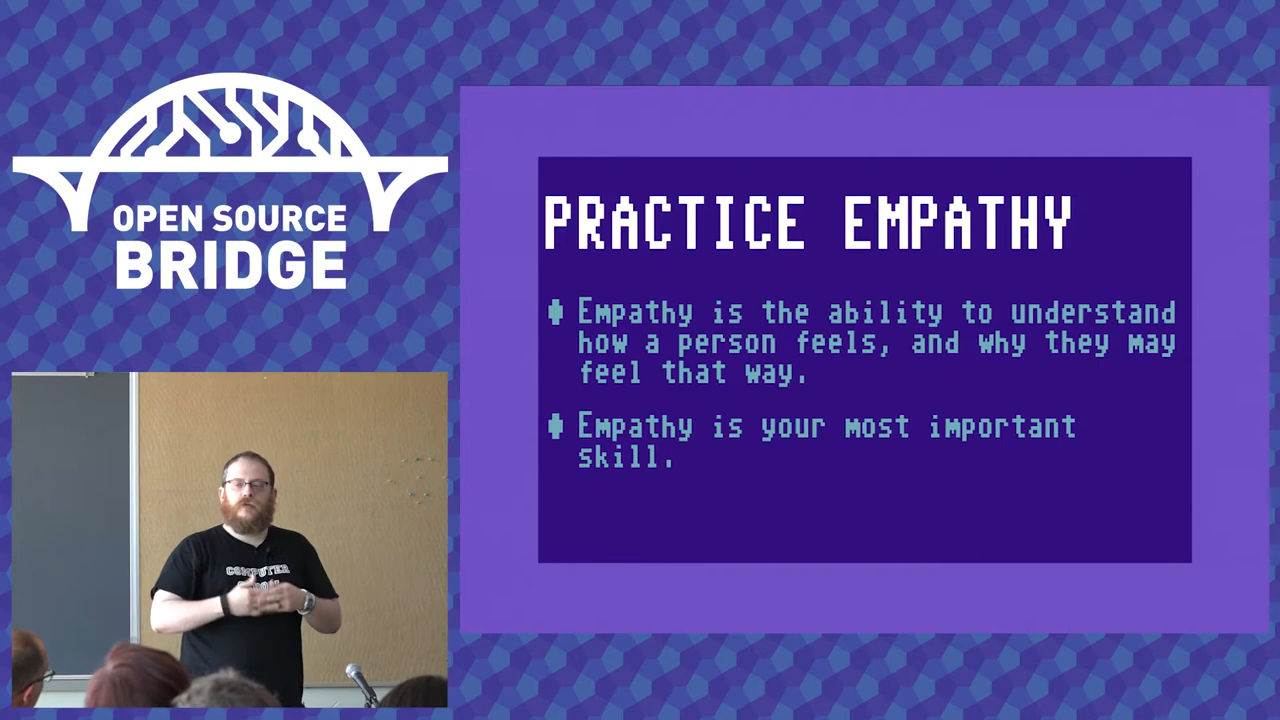 OPEN SOURCE
BRIDGE
PRACTICE EMPATHY
Empathy is the ability to understand
how a person feels, and why they may
feel that way.
Empathy is your most important
skill.
COMPUTER